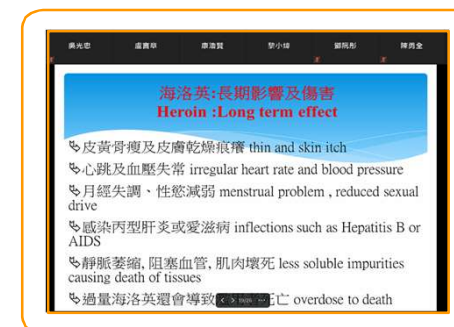 吳光忠 盧寶華 康浩賢 黎小嫜 鄒阮彤 陳勇全
海洛英:長期影響及傷害
Heroin :Long term effect
皮黃骨瘦及皮膚乾燥痕癢 thin and skin itch
心跳及血壓失常 irregular heart rate and blood pressure
月經失調、性慾減弱 menstrual problem , reduced sexual
drive
感染丙型肝炎或愛滋病 inflections such as Hepatitis B or
AIDS
靜脈萎縮, 阻塞血管, 肌肉壞死 less soluble impurities
causing death of tissues
過量海洛英還會導致 死亡 overdose to death